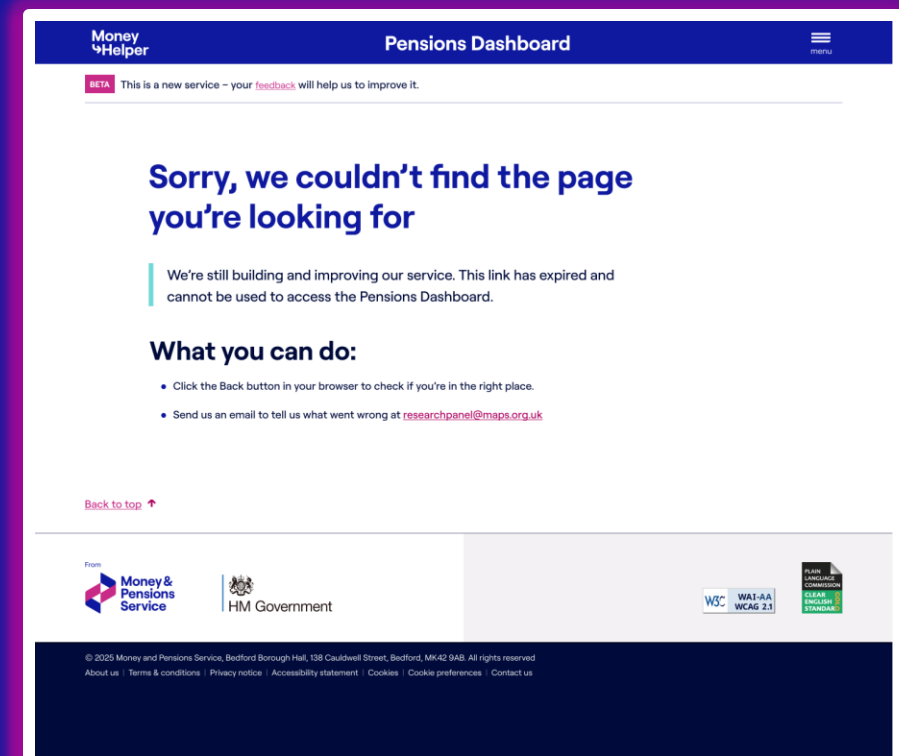 Money
Helper
Pensions Dashboard
menu
BETA This is a new service – your feedback will help us to improve it.
Sorry, we couldn’t find the page
you’re looking for
We’re still building and improving our service. This link has expired and
cannot be used to access the Pensions Dashboard.
What you can do:
• Click the Back button in your browser to check if you’re in the right place.
• Send us an email to tell us what went wrong at researchpanel@maps.org.uk
Back to top ↑
From
Money &
Pensions
Service
HM Government
W3C WAI-AA
WCAG 2.1
PLAIN
LANGUAGE
COMMISSION
CLEAR
ENGLISH
STANDARD
© 2025 Money and Pensions Service, Bedford Borough Hall, 138 Cauldwell Street, Bedford, MK42 9AB. All rights reserved
About us | Terms & conditions | Privacy notice | Accessibility statement | Cookies | Cookie preferences | Contact us